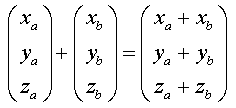 (x_a) + (x_b) = (x_a + x_b)
(y_a) + (y_b) = (y_a + y_b)
(z_a) + (z_b) = (z_a + z_b)